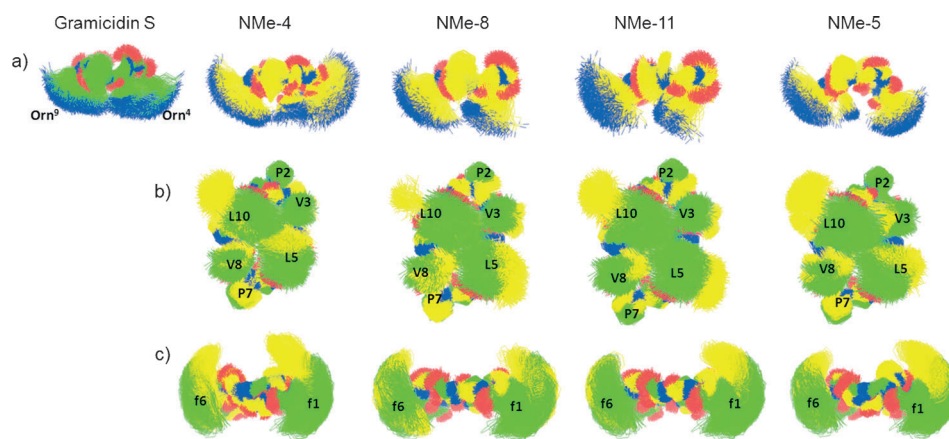 Gramicidin S NMe-4 NMe-8 NMe-11 NMe-5
a)
Orn⁹ Orn⁴
b)
P2 P2 P2 P2
L10 V3 L10 V3 L10 V3 L10 V3
V8 L5 V8 L5 V8 L5 V8 L5
P7 P7 P7 P7
c)
f6 f1 f6 f1 f6 f1 f6 f1